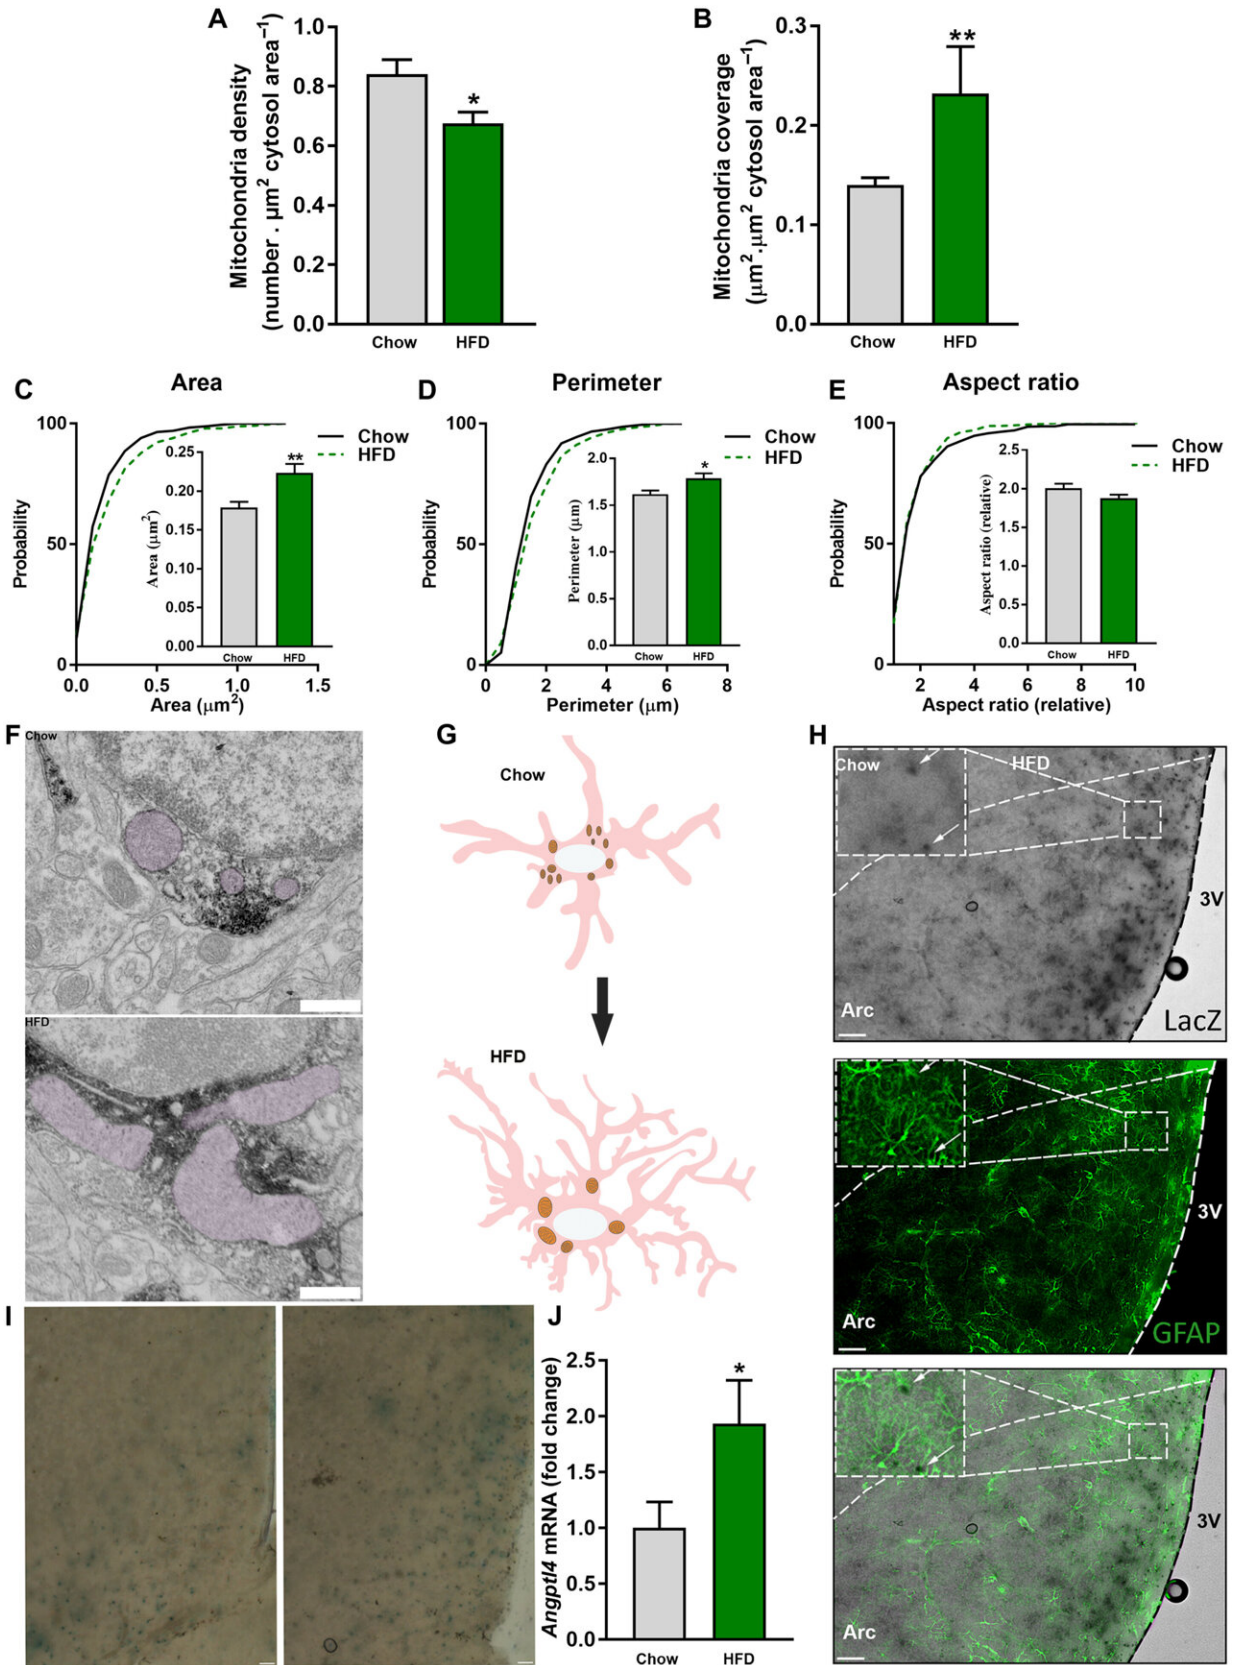 A
Mitochondria density
(number . μm² cytosol area⁻¹)
1.0
0.8
0.6
0.4
0.2
0.0
*
Chow
HFD
B
Mitochondria coverage
(μm².μm² cytosol area⁻¹)
0.3
0.2
0.1
0.0
**
Chow
HFD
C
Area
Probability
100
50
0
0.0
0.5
1.0
1.5
Area (μm²)
Chow
HFD
Area (μm²)
0.25
0.20
0.15
0.10
0.05
0.00
**
Chow
HFD
D
Perimeter
Probability
100
50
0
0
2
4
6
8
Perimeter (μm)
Chow
HFD
Perimeter (μm)
2.0
1.5
1.0
0.5
0.0
*
Chow
HFD
E
Aspect ratio
Probability
100
50
0
2
4
6
8
10
Aspect ratio (relative)
Chow
HFD
Aspect ratio (relative)
2.5
2.0
1.5
1.0
0.5
0.0
Chow
HFD
F
Chow
HFD
G
Chow
HFD
H
Chow
HFD
3V
Arc
LacZ
3V
Arc
GFAP
3V
Arc
I
J
Angptl4 mRNA (fold change)
2.5
2.0
1.5
1.0
0.5
0.0
*
Chow
HFD